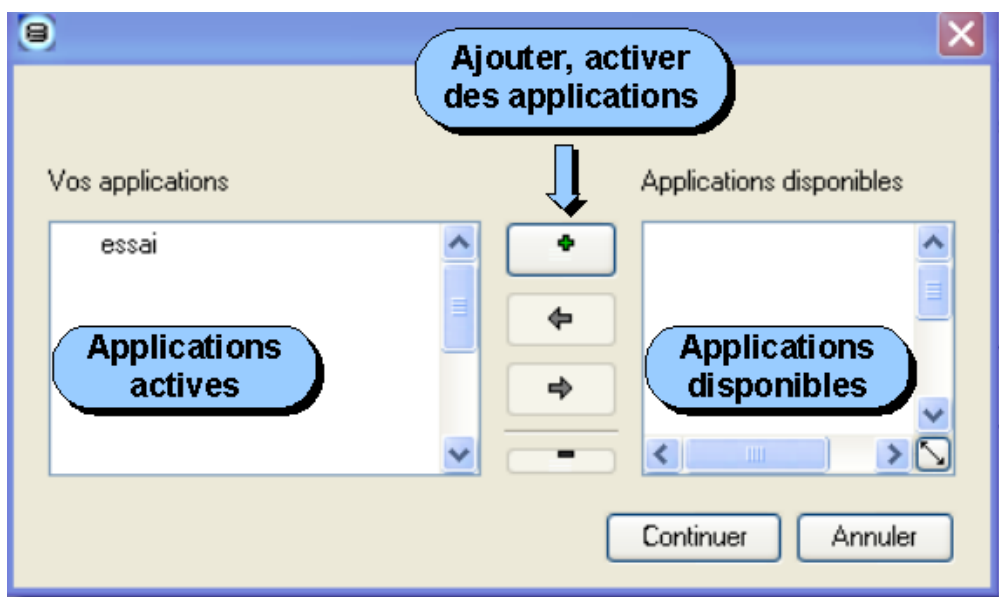 Ajouter, activer
des applications
Vos applications
Applications disponibles
essai
Applications
actives
Applications
disponibles
Continuer
Annuler